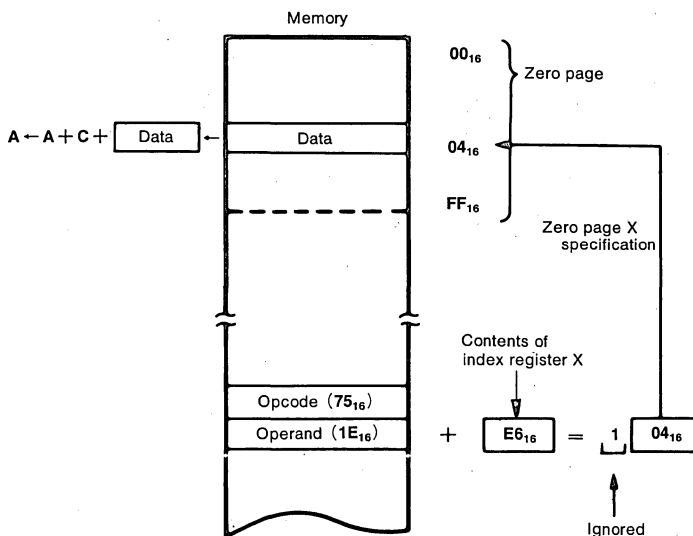 Memory
00₁₆
Zero page
A ← A + C + Data ← Data
04₁₆
FF₁₆
Zero page X
specification
Contents of
index register X
Opcode (75₁₆)
Operand (1E₁₆) + E6₁₆ = 1 04₁₆
Ignored